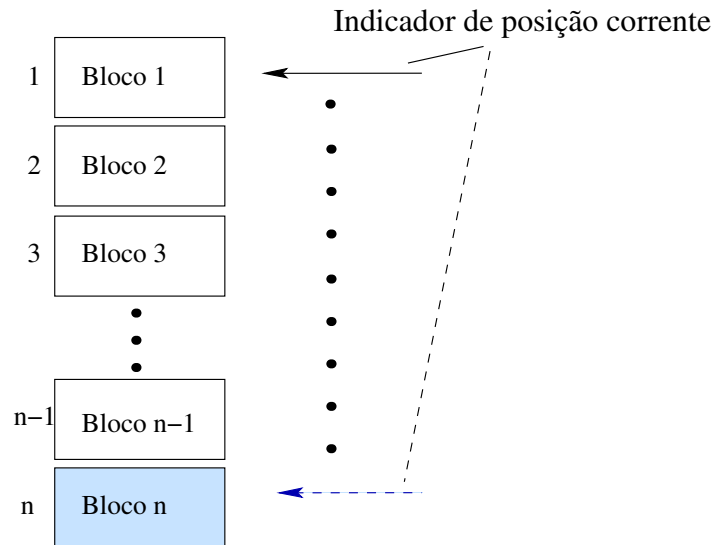 Indicador de posição corrente
1 Bloco 1
2 Bloco 2
3 Bloco 3
n−1 Bloco n−1
n Bloco n